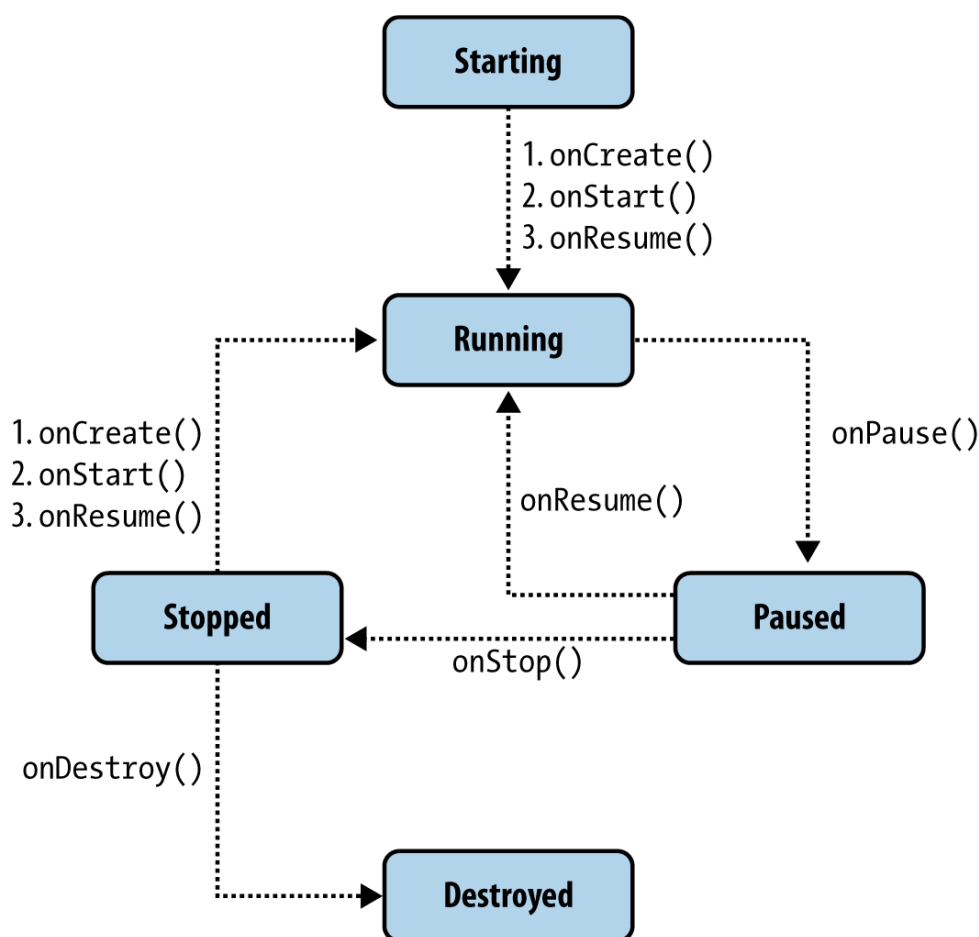 Starting
1. onCreate()
2. onStart()
3. onResume()
Running
1. onCreate()
2. onStart()
3. onResume()
onPause()
onResume()
Stopped
Paused
onStop()
onDestroy()
Destroyed